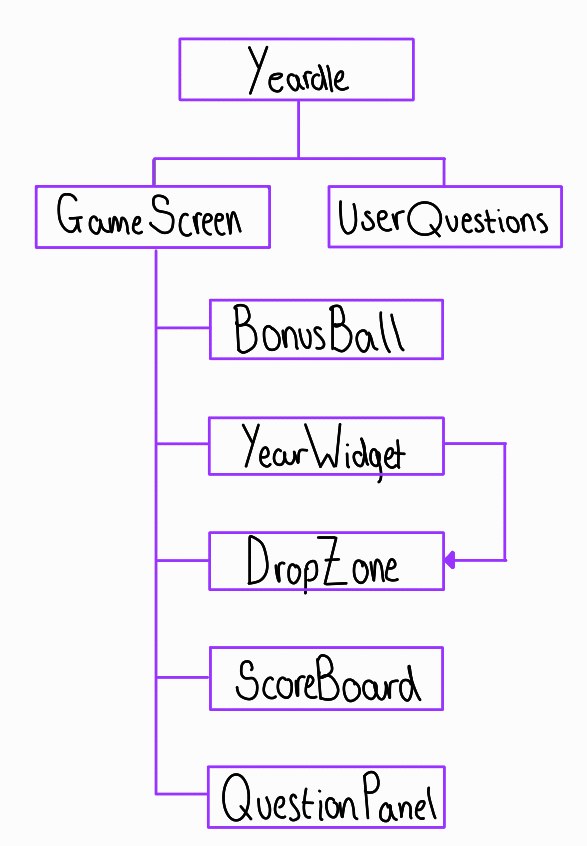 Yeardle
GameScreen
UserQuestions
BonusBall
YearWidget
DropZone
ScoreBoard
QuestionPanel